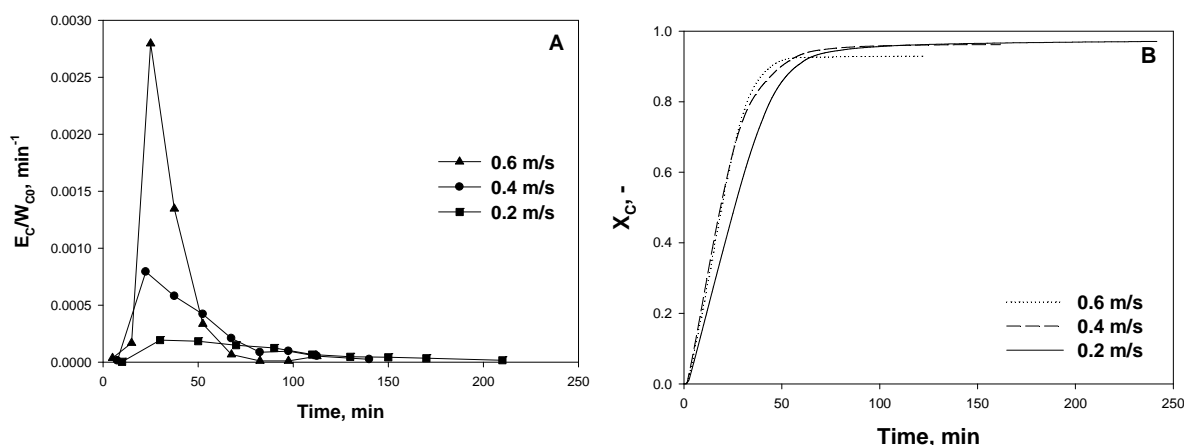 A
0.0030
0.0025
0.0020
0.0015
0.0010
0.0005
0.0000
E_C/W_C0, min⁻¹
0.6 m/s
0.4 m/s
0.2 m/s
0 50 100 150 200 250
Time, min
B
1.0
0.8
0.6
0.4
0.2
0.0
X_C, -
0.6 m/s
0.4 m/s
0.2 m/s
0 50 100 150 200 250
Time, min